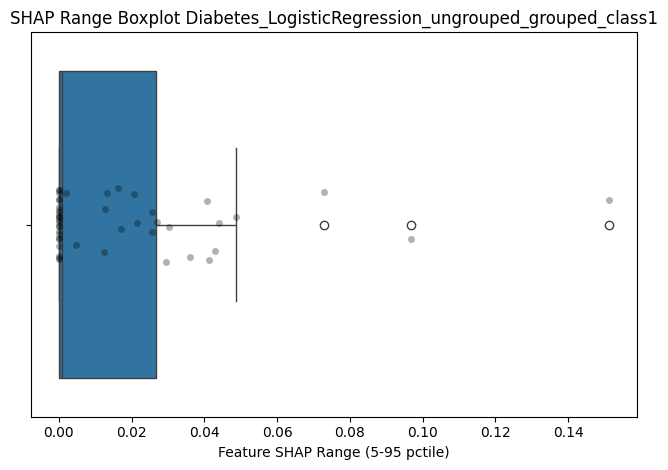 SHAP Range Boxplot Diabetes_LogisticRegression_ungrouped_grouped_class1
0.00 0.02 0.04 0.06 0.08 0.10 0.12 0.14
Feature SHAP Range (5-95 pctile)